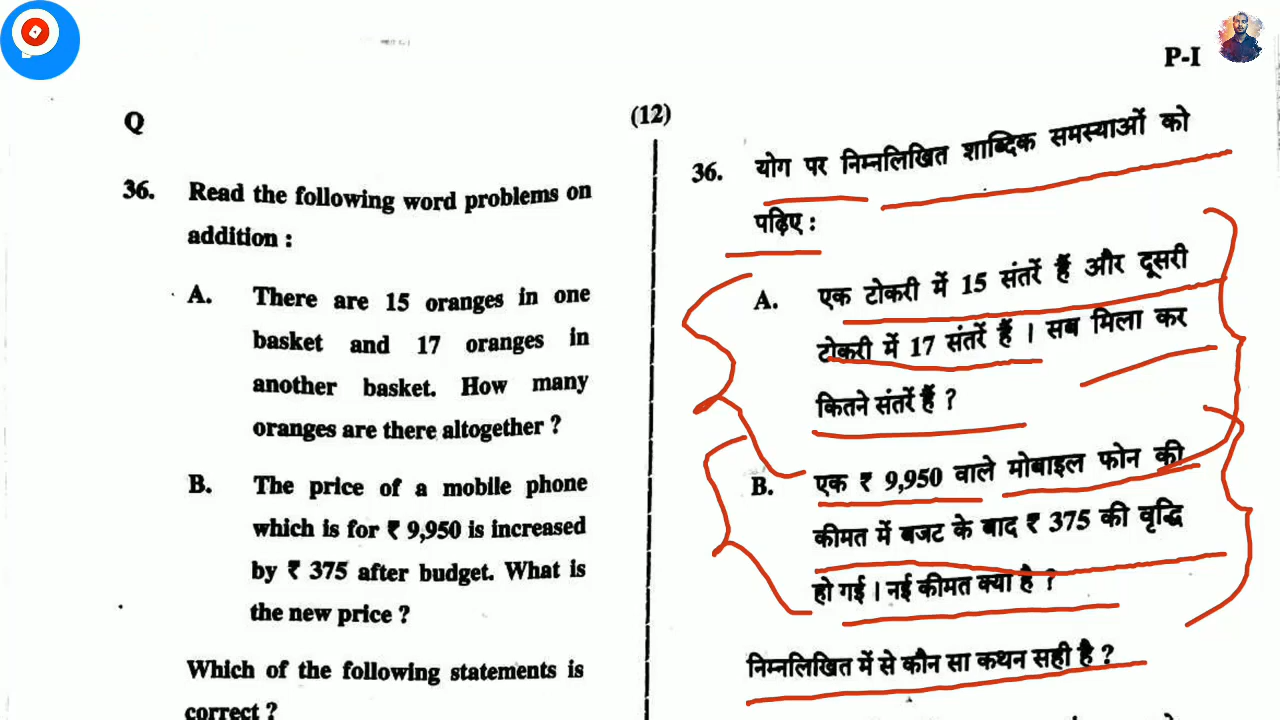 P-I
Q
(12)
36. Read the following word problems on
addition :
A. There are 15 oranges in one
basket and 17 oranges in
another basket. How many
oranges are there altogether ?
B. The price of a mobile phone
which is for ₹ 9,950 is increased
by ₹ 375 after budget. What is
the new price ?
Which of the following statements is
correct ?
36. योग पर निम्नलिखित शाब्दिक समस्याओं को
पढ़िए :
A. एक टोकरी में 15 संतरें हैं और दूसरी
टोकरी में 17 संतरें हैं । सब मिला कर
कितने संतरें हैं ?
B. एक ₹ 9,950 वाले मोबाइल फोन की
कीमत में बजट के बाद ₹ 375 की वृद्धि
हो गई । नई कीमत क्या है ?
निम्नलिखित में से कौन सा कथन सही है ?